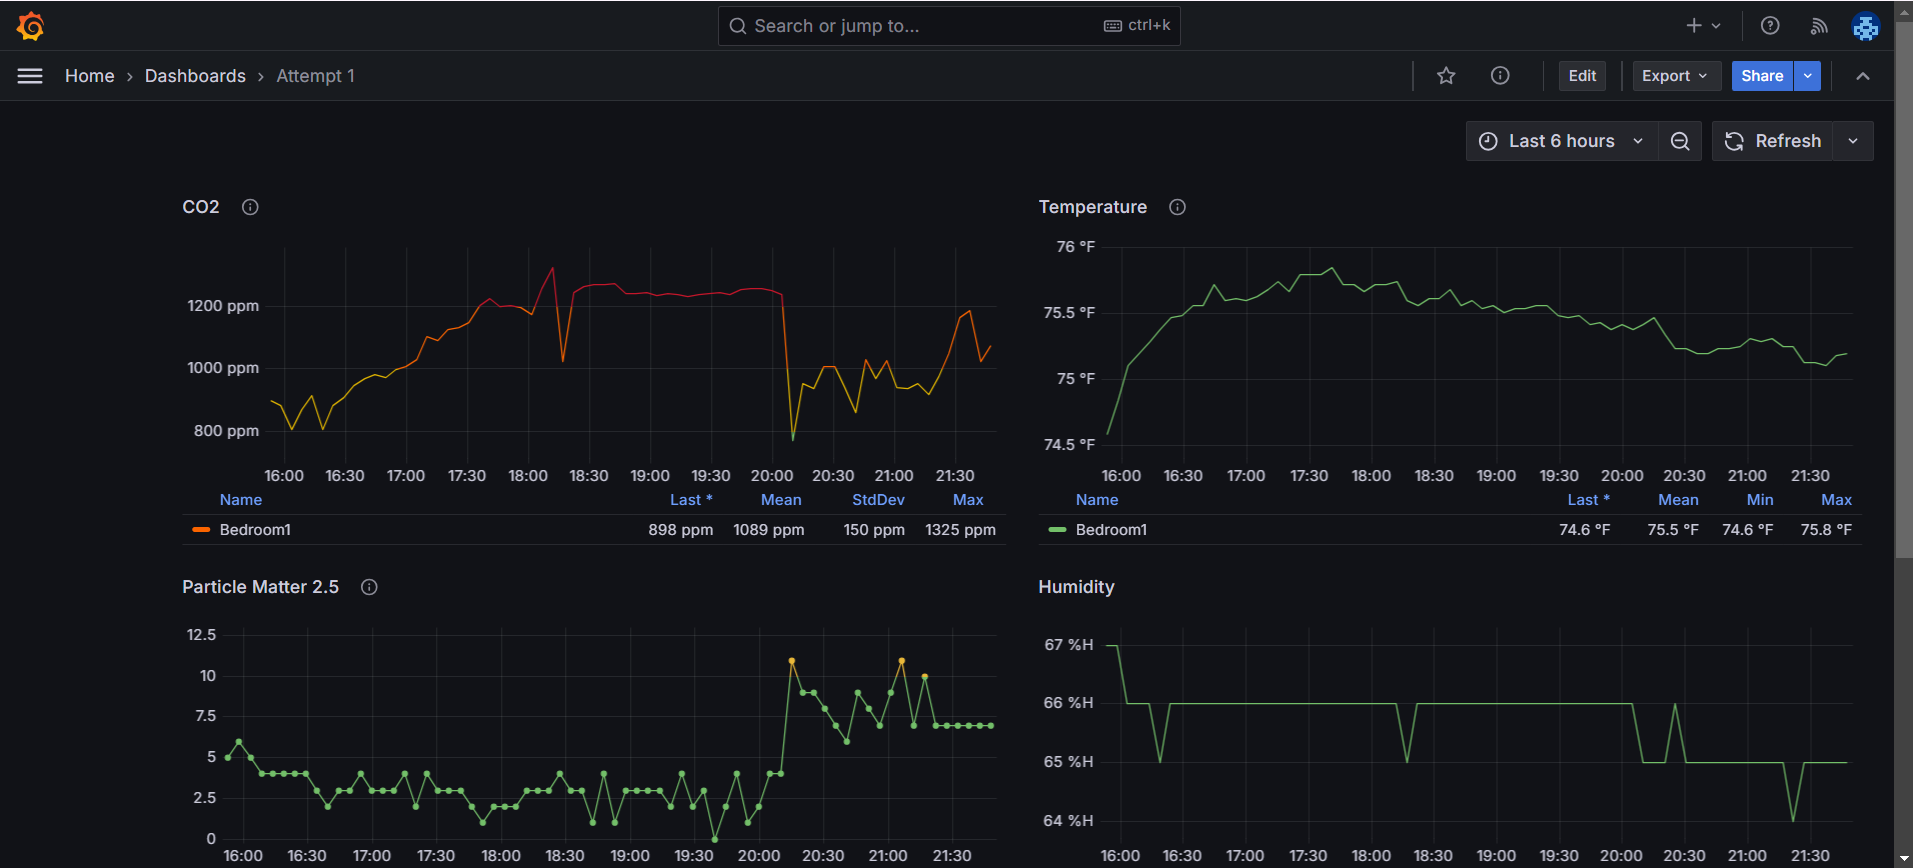 Search or jump to... ctrl+k
Home › Dashboards › Attempt 1
Edit Export Share
Last 6 hours Refresh
CO2
1200 ppm
1000 ppm
800 ppm
16:00 16:30 17:00 17:30 18:00 18:30 19:00 19:30 20:00 20:30 21:00 21:30
Name Last * Mean StdDev Max
Bedroom1 898 ppm 1089 ppm 150 ppm 1325 ppm
Temperature
76 °F
75.5 °F
75 °F
74.5 °F
16:00 16:30 17:00 17:30 18:00 18:30 19:00 19:30 20:00 20:30 21:00 21:30
Name Last * Mean Min Max
Bedroom1 74.6 °F 75.5 °F 74.6 °F 75.8 °F
Particle Matter 2.5
12.5
10
7.5
5
2.5
0
16:00 16:30 17:00 17:30 18:00 18:30 19:00 19:30 20:00 20:30 21:00 21:30
Humidity
67 %H
66 %H
65 %H
64 %H
16:00 16:30 17:00 17:30 18:00 18:30 19:00 19:30 20:00 20:30 21:00 21:30